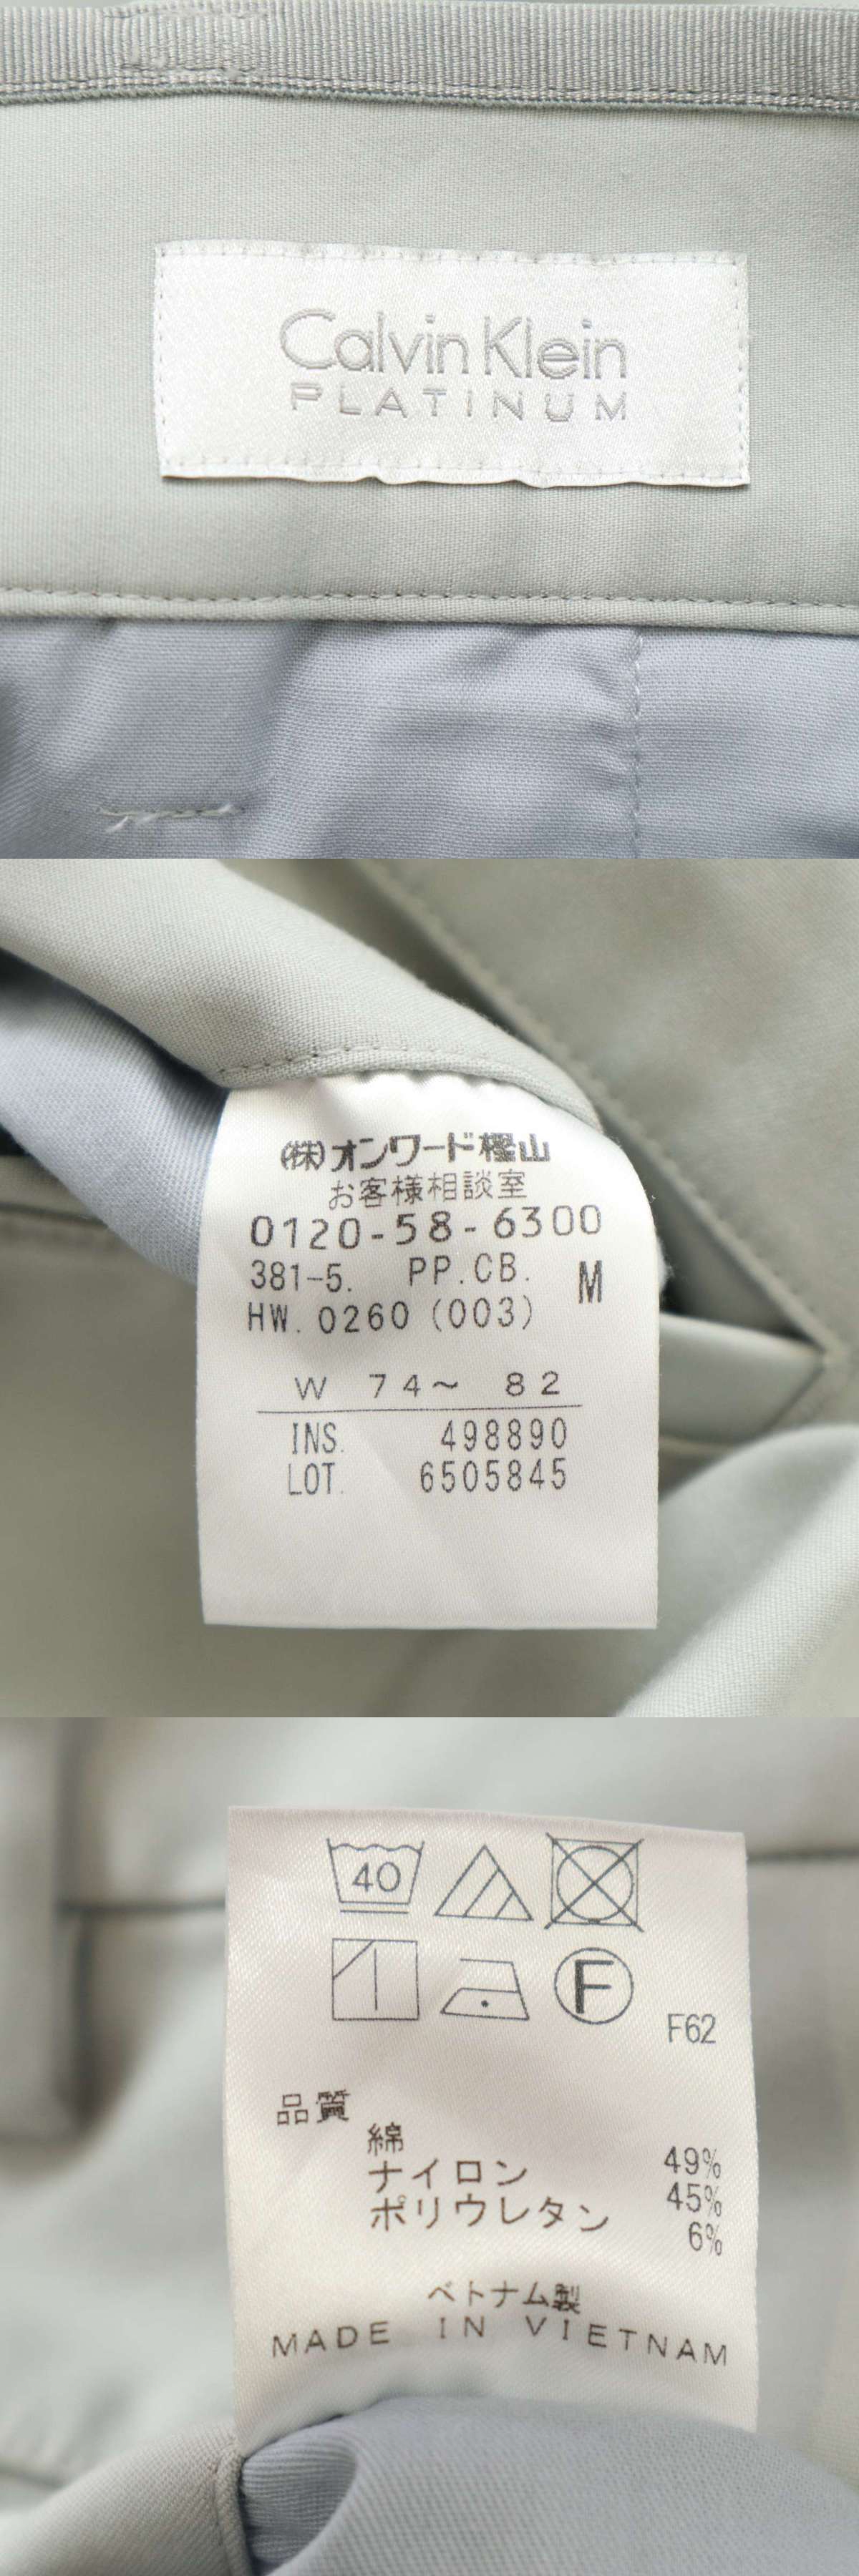 Calvin Klein
PLATINUM
(株)オンワード樫山
お客様相談室
0120-58-6300
381-5. PP.CB. M
HW. 0260 (003)
W 74～ 82
INS. 498890
LOT. 6505845
40
F
F62
品質
綿 49%
ナイロン 45%
ポリウレタン 6%
ベトナム製
MADE IN VIETNAM